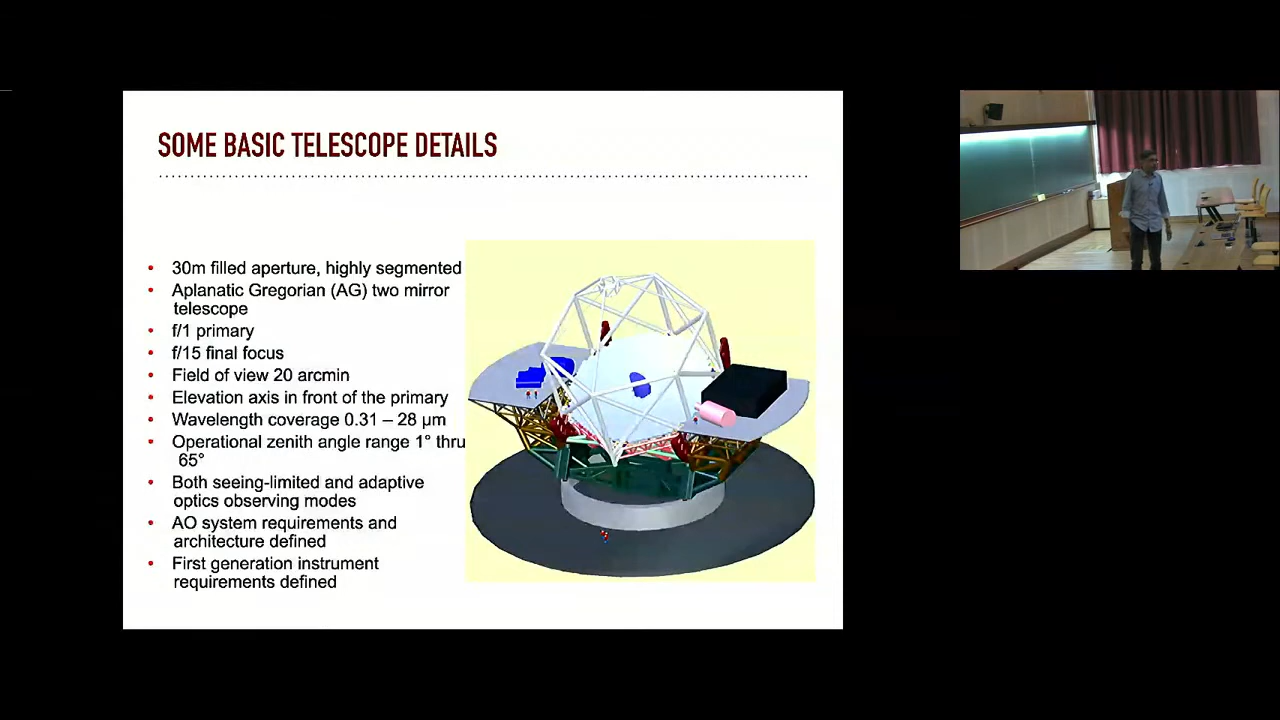 SOME BASIC TELESCOPE DETAILS
• 30m filled aperture, highly segmented
• Aplanatic Gregorian (AG) two mirror
telescope
• f/1 primary
• f/15 final focus
• Field of view 20 arcmin
• Elevation axis in front of the primary
• Wavelength coverage 0.31 – 28 µm
• Operational zenith angle range 1° thru
65°
• Both seeing-limited and adaptive
optics observing modes
• AO system requirements and
architecture defined
• First generation instrument
requirements defined